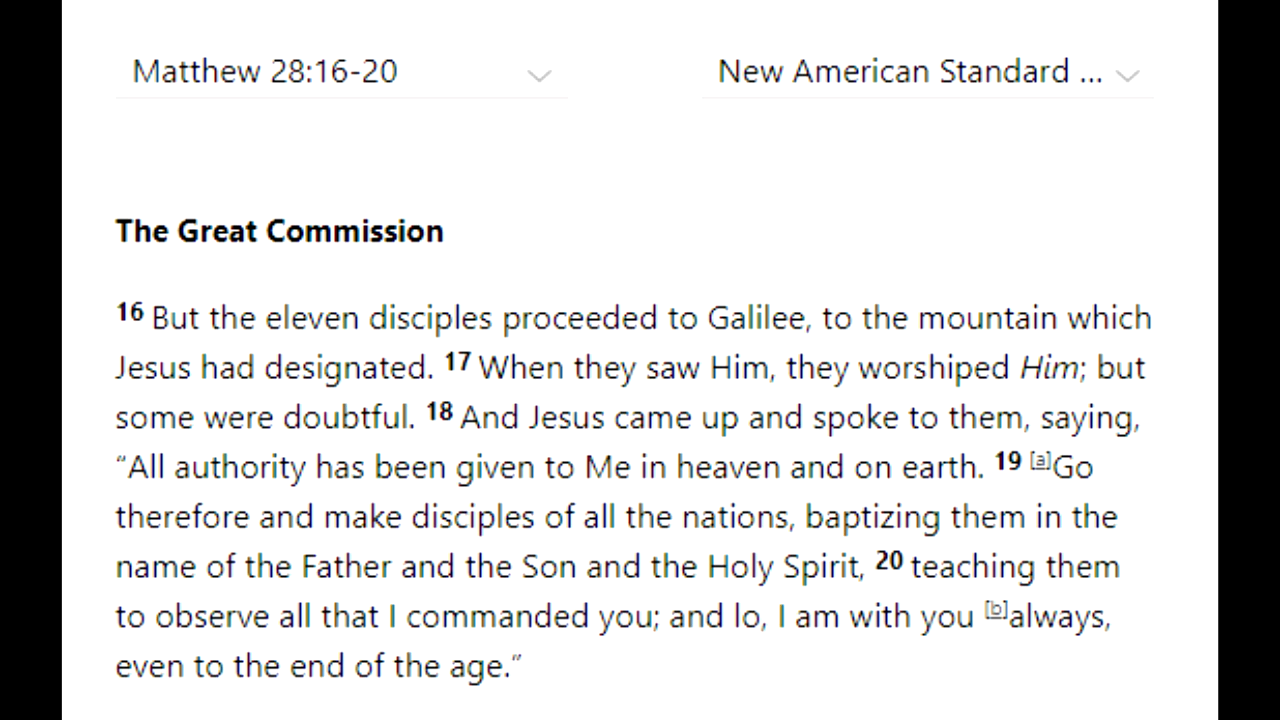 Matthew 28:16-20
New American Standard ...
The Great Commission
16 But the eleven disciples proceeded to Galilee, to the mountain which
Jesus had designated. 17 When they saw Him, they worshiped Him; but
some were doubtful. 18 And Jesus came up and spoke to them, saying,
“All authority has been given to Me in heaven and on earth. 19 [a]Go
therefore and make disciples of all the nations, baptizing them in the
name of the Father and the Son and the Holy Spirit, 20 teaching them
to observe all that I commanded you; and lo, I am with you [b]always,
even to the end of the age.”